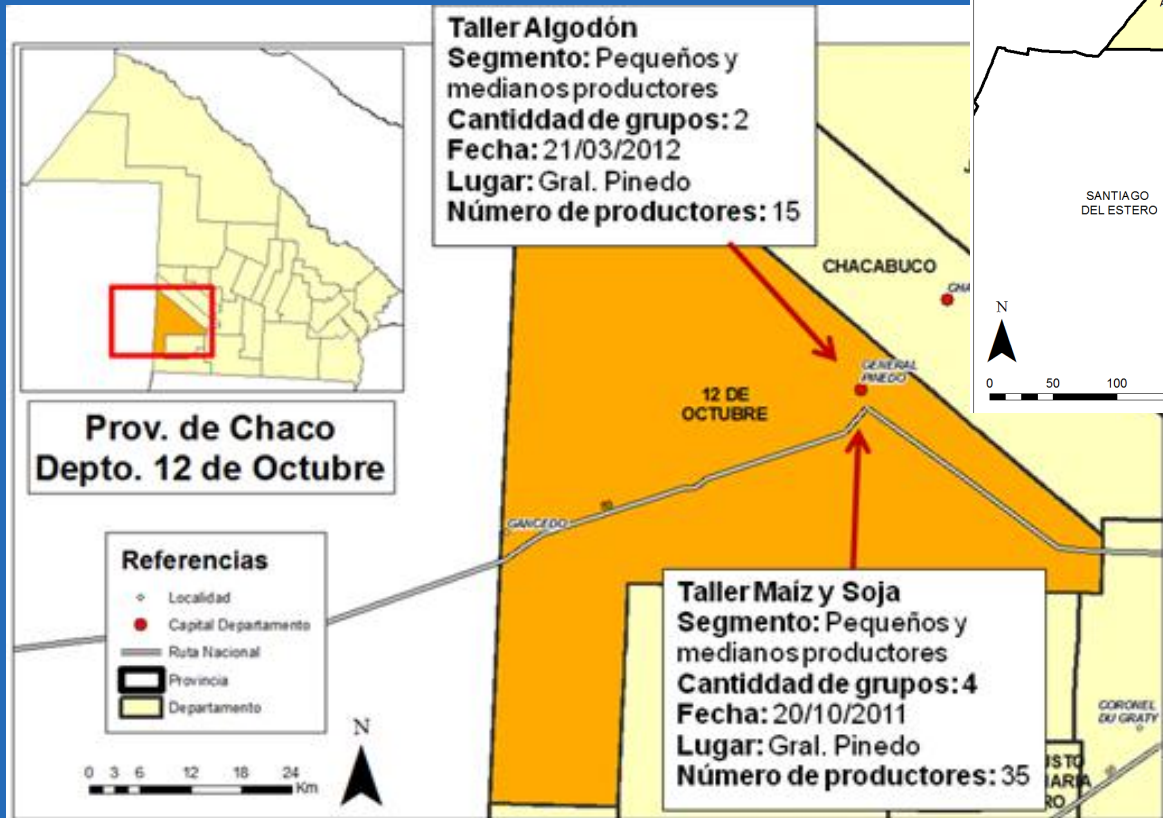 Taller Algodón
Segmento: Pequeños y
medianos productores
Cantiddad de grupos: 2
Fecha: 21/03/2012
Lugar: Gral. Pinedo
Número de productores: 15
SANTIAGO
DEL ESTERO
N
0 50 100
CHACABUCO
CHA
GENERAL
PINEDO
12 DE
OCTUBRE
Prov. de Chaco
Depto. 12 de Octubre
GANCEDO
Referencias
Localidad
Capital Departamento
Ruta Nacional
Provincia
Departamento
N
0 3 6 12 18 24
Km
Taller Maíz y Soja
Segmento: Pequeños y
medianos productores
Cantiddad de grupos: 4
Fecha: 20/10/2011
Lugar: Gral. Pinedo
Número de productores: 35
CORONEL
DU GRATY
USTO
MARIA
RO